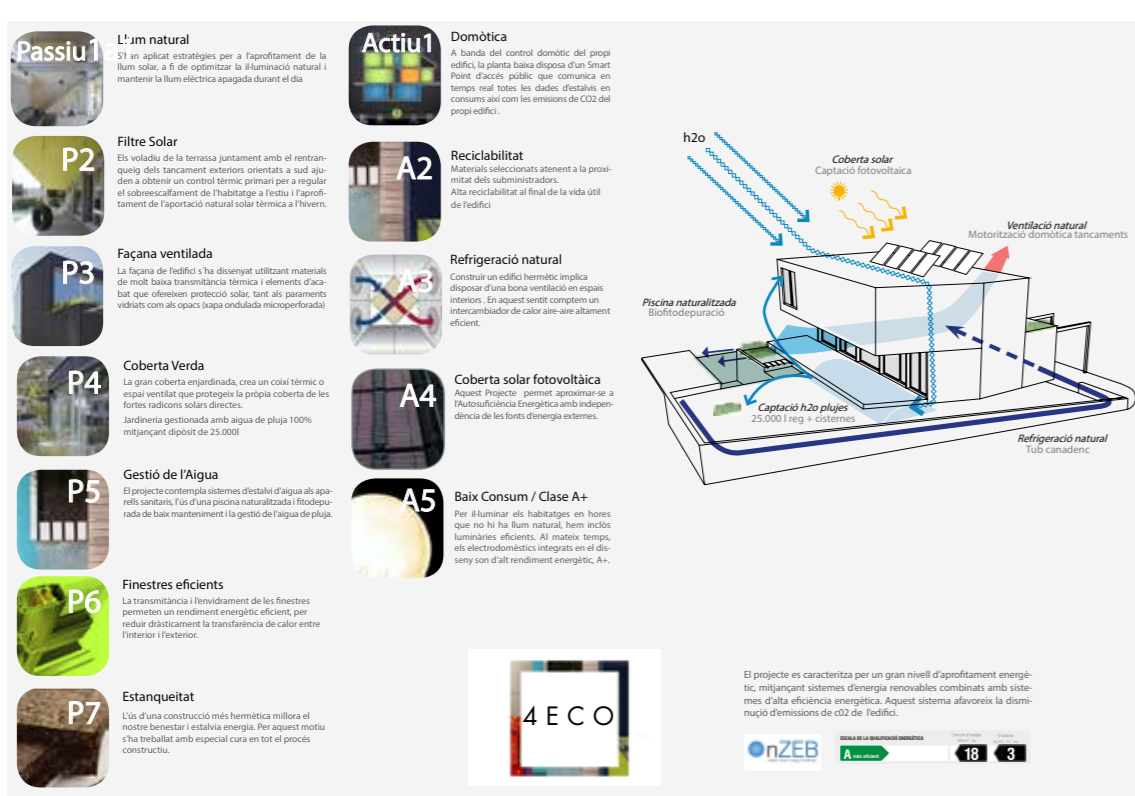 Passiu1
Llum natural
S'han aplicat estratègies per a l'aprofitament de la
llum solar, a fi de optimitzar la il·luminació natural i
mantenir la llum elèctrica apagada durant el dia
P2
Filtre Solar
Els voladiu de la terrassa juntament amb el rentran-
queig dels tancament exteriors orientats a sud aju-
den a obtenir un control tèrmic primari per a regular
el sobreescalfament de l'habitatge a l'estiu i l'aprofi-
tament de l'aportació natural solar tèrmica a l'hivern.
P3
Façana ventilada
La façana de l'edifici s´ha dissenyat utilitzant materials
de molt baixa transmitància tèrmica i elements d'aca-
bat que ofereixen protecció solar, tant als paraments
vidriats com als opacs (xapa ondulada microperforada)
P4
Coberta Verda
La gran coberta enjardinada, crea un coixí tèrmic o
espai ventilat que protegeix la pròpia coberta de les
fortes radicons solars directes.
Jardineria gestionada amb aigua de pluja 100%
mitjançant dipòsit de 25.000l
P5
Gestió de l'Aigua
El projecte contempla sistemes d'estalvi d'aigua als apa-
rells sanitaris, l'ús d'una piscina naturalitzada i fitodepu-
rada de baix manteniment i la gestió de l'aigua de pluja.
P6
Finestres eficients
La transmitància i l'envidrament de les finestres
permeten un rendiment energètic eficient, per
reduir dràsticament la transfarència de calor entre
l'interior i l'exterior.
P7
Estanqueitat
L'ús d'una construcció més hermètica millora el
nostre benestar i estalvia energia. Per aquest motiu
s'ha treballat amb especial cura en tot el procés
constructiu.
Actiu1
Domòtica
A banda del control domòtic del propi
edifici, la planta baixa disposa d'un Smart
Point d'accés públic que comunica en
temps real totes les dades d'estalvis en
consums així com les emisions de CO2 del
propi edifici .
A2
Reciclabilitat
Materials seleccionats atenent a la proxi-
mitat dels subministradors.
Alta reciclabilitat al final de la vida útil
de l'edifici
A3
Refrigeració natural
Construir un edifici hermètic implica
disposar d'una bona ventilació en espais
interiors . En aquest sentit comptem un
intercambiador de calor aire-aire altament
eficient.
A4
Coberta solar fotovoltàica
Aquest Projecte permet aproximar-se a
l'Autosuficència Energètica amb indepen-
dència de les fonts d'energia externes.
A5
Baix Consum / Clase A+
Per il·luminar els habitatges en hores
que no hi ha llum natural, hem inclòs
luminàries eficients. Al mateix temps,
els electrodomèstics integrats en el dis-
seny son d'alt rendiment energètic, A+.
h2o
Coberta solar
Captació fotovoltaica
Ventilació natural
Motorització domòtica tancaments
Piscina naturalitzada
Biofitodepuració
Captació h2o plujes
25.000 l reg + cisternes
Refrigeració natural
Tub canadenc
4 E C O
El projecte es caracteritza per un gran nivell d'aprofitament energè-
tic, mitjançant sistemes d'energia renovables combinats amb siste-
mes d'alta eficiència energètica. Aquest sistema afavoreix la dismi-
nució d'emissions de c02 de l'edifici.
nZEB
ESCALA DE LA QUALIFICACIÓ ENERGÈTICA
A més eficient
18
3